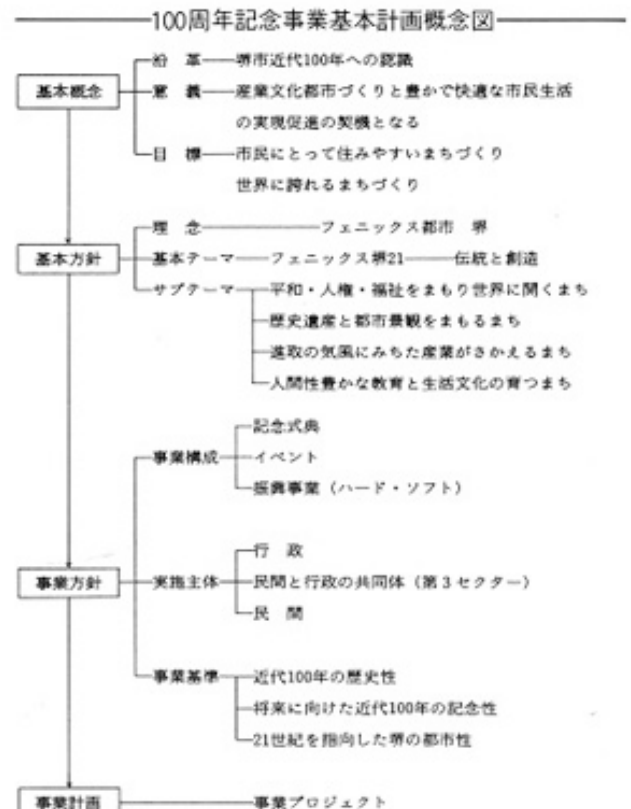 100周年記念事業基本計画概念図
基本概念
沿 革 堺市近代100年への認識
意 義 産業文化都市づくりと豊かで快適な市民生活
の実現促進の契機となる
目 標 市民にとって住みやすいまちづくり
世界に誇れるまちづくり
基本方針
理 念 フェニックス都市 堺
基本テーマ フェニックス堺21 伝統と創造
サブテーマ 平和・人権・福祉をまもり世界に開くまち
歴史遺産と都市景観をまもるまち
進取の気風にみちた産業がさかえるまち
人間性豊かな教育と生活文化の育つまち
事業方針
事業構成 記念式典
イベント
振興事業(ハード・ソフト)
実施主体 行 政
民間と行政の共同体(第3セクター)
民 間
事業基準 近代100年の歴史性
将来に向けた近代100年の記念性
21世紀を指向した堺の都市性
事業計画 事業プロジェクト